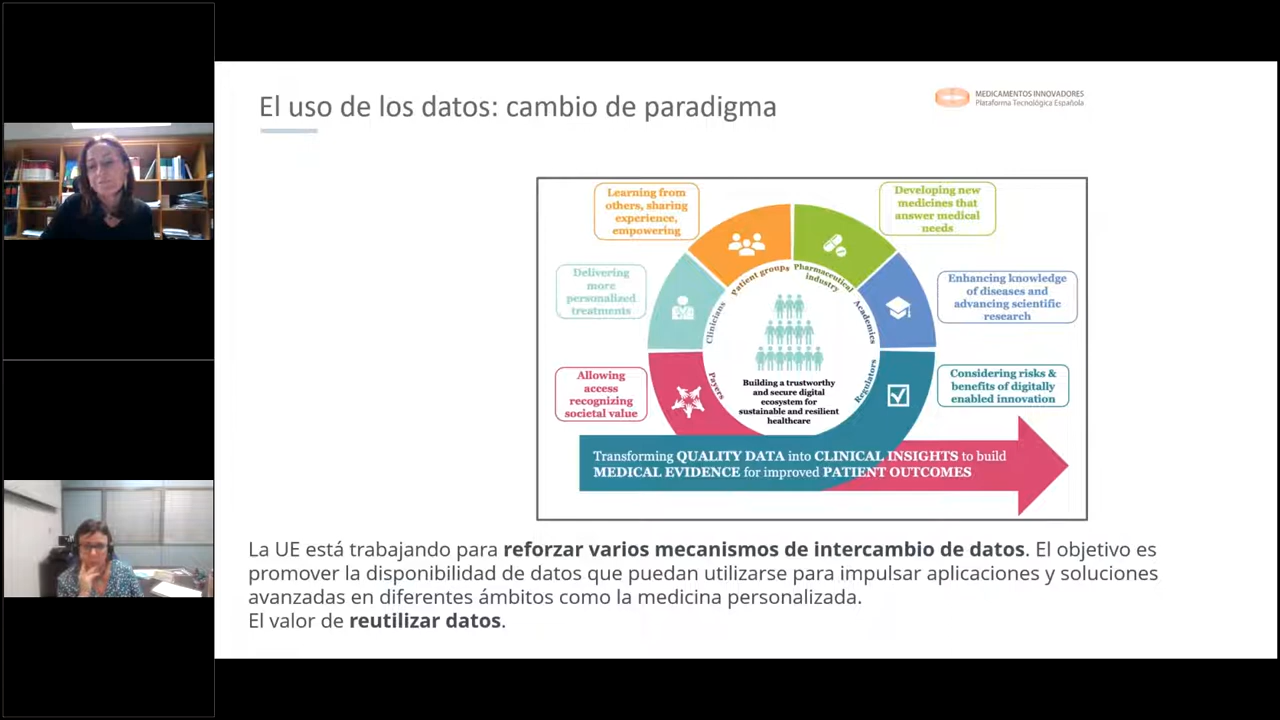 El uso de los datos: cambio de paradigma
MEDICAMENTOS INNOVADORES
Plataforma Tecnológica Española
Learning from
others, sharing
experience,
empowering
Developing new
medicines that
answer medical
needs
Delivering
more
personalized
treatments
Enhancing knowledge
of diseases and
advancing scientific
research
Allowing
access
recognizing
societal value
Considering risks &
benefits of digitally
enabled innovation
Patient groups
Pharmaceutical
industry
Clinicians
Academics
Payers
Regulators
Building a trustworthy
and secure digital
ecosystem for
sustainable and resilient
healthcare
Transforming QUALITY DATA into CLINICAL INSIGHTS to build
MEDICAL EVIDENCE for improved PATIENT OUTCOMES
La UE está trabajando para reforzar varios mecanismos de intercambio de datos. El objetivo es
promover la disponibilidad de datos que puedan utilizarse para impulsar aplicaciones y soluciones
avanzadas en diferentes ámbitos como la medicina personalizada.
El valor de reutilizar datos.